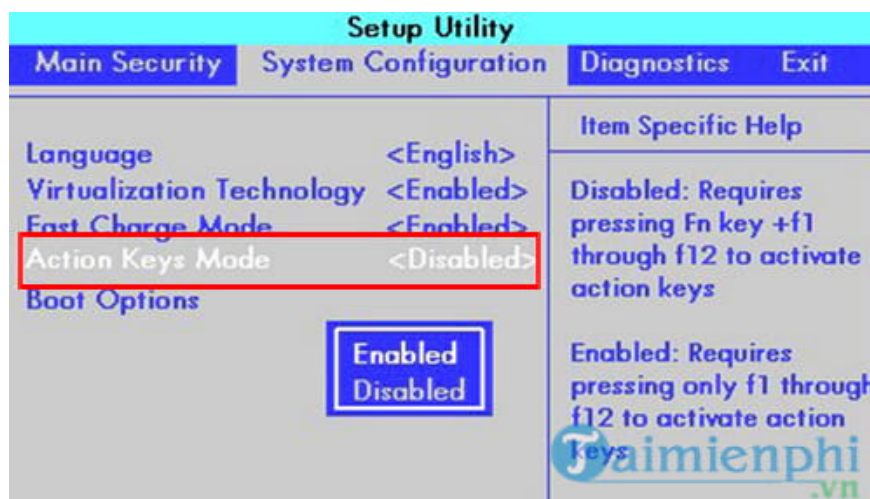 Setup Utility
Main Security System Configuration Diagnostics Exit
Language <English>
Virtualization Technology <Enabled>
Fast Charge Mode <Enabled>
Action Keys Mode <Disabled>
Boot Options
Enabled
Disabled
Item Specific Help
Disabled: Requires
pressing Fn key +f1
through f12 to activate
action keys
Enabled: Requires
pressing only f1 through
f12 to activate action
keys
Taimienphi
.vn